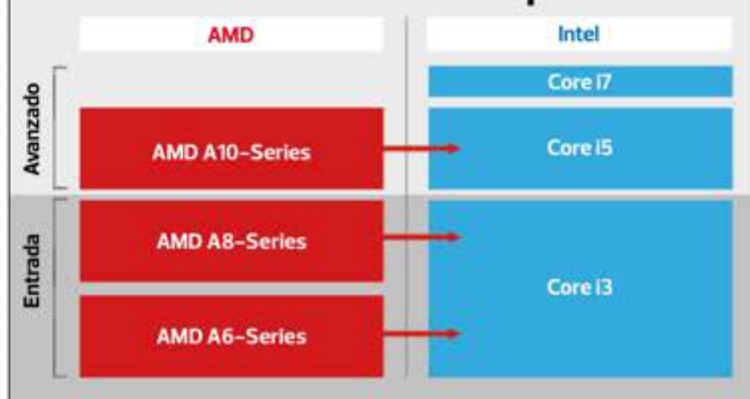 AMD
Intel
Avanzado
Core i7
AMD A10-Series
Core i5
Entrada
AMD A8-Series
Core i3
AMD A6-Series